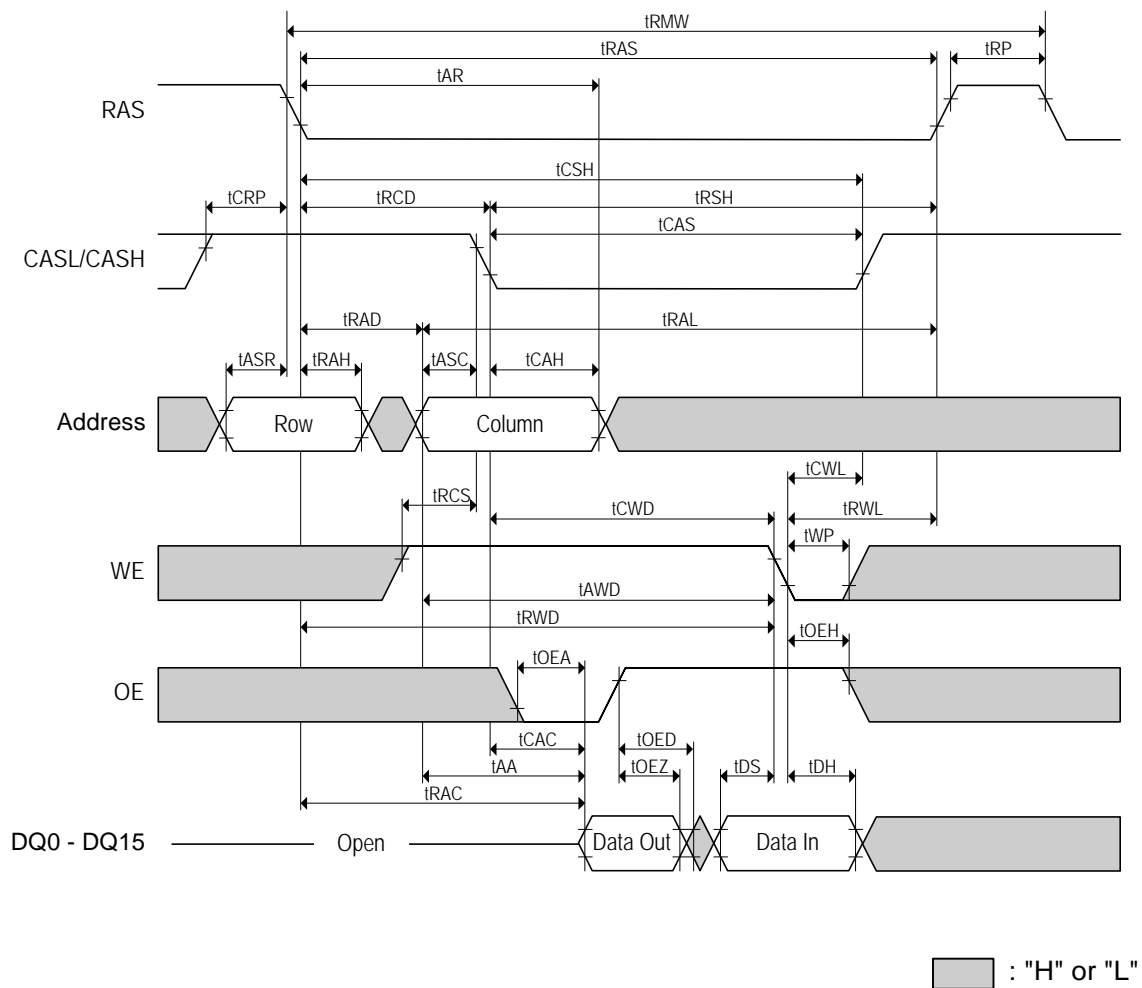 tRMW
tRAS
tRP
tAR
RAS
tCSH
tCRP
tRCD
tRSH
tCAS
CASL/CASH
tRAD
tRAL
tASR
tRAH
tASC
tCAH
Address
Row
Column
tCWL
tRCS
tCWD
tRWL
tWP
WE
tAWD
tRWD
tOEH
tOEA
OE
tCAC
tOED
tAA
tOEZ
tDS
tDH
tRAC
DQ0 - DQ15
Open
Data Out
Data In
: "H" or "L"